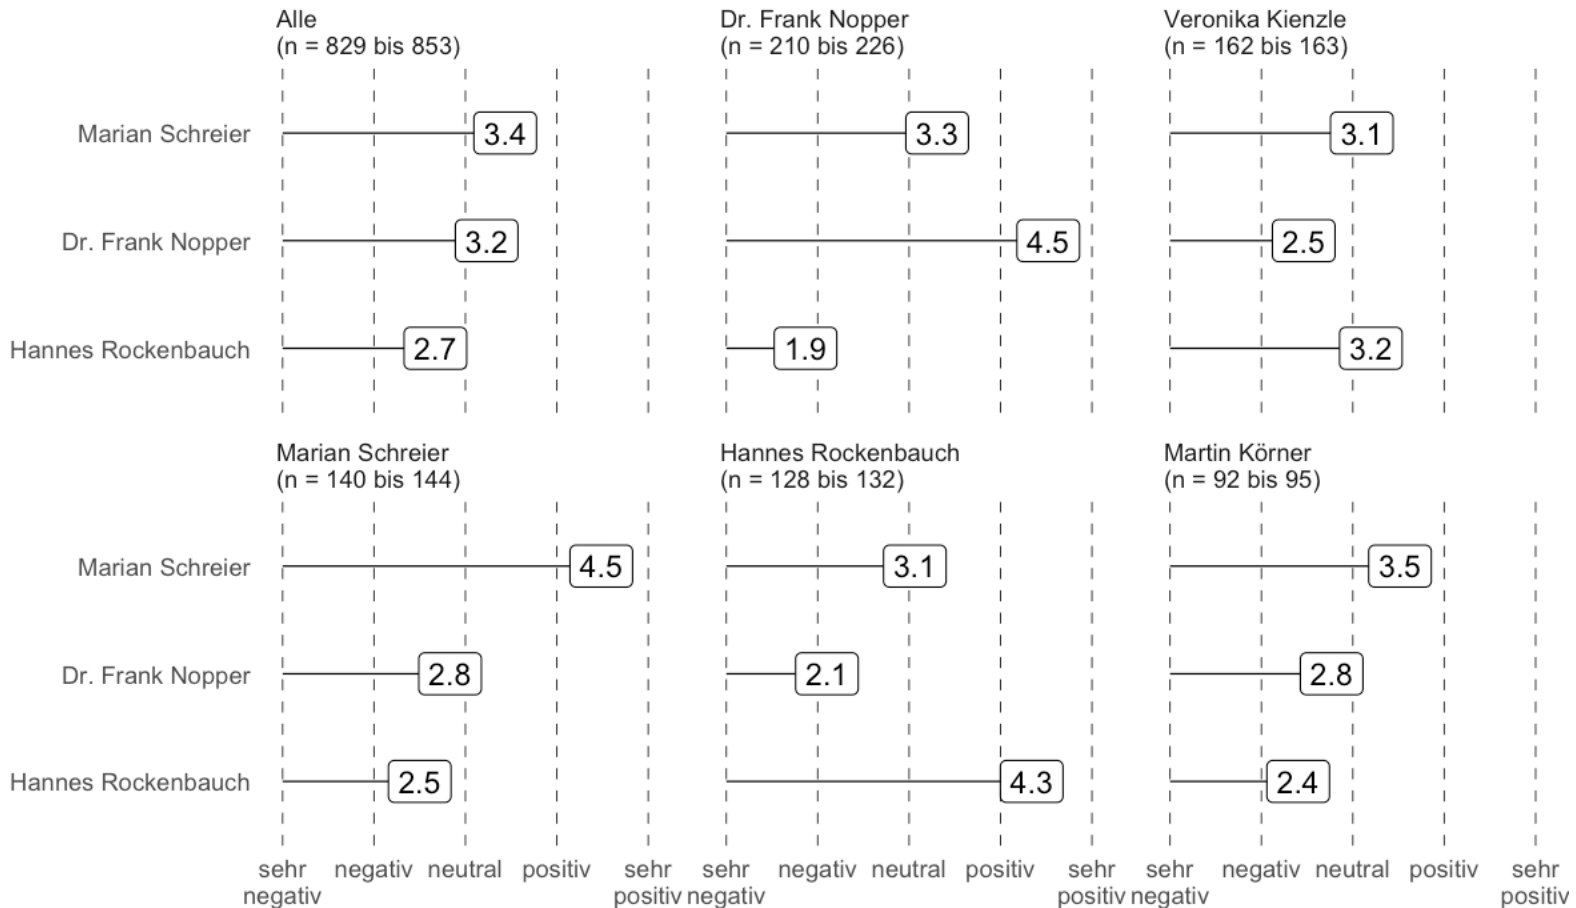 Alle
(n = 829 bis 853)
Dr. Frank Nopper
(n = 210 bis 226)
Veronika Kienzle
(n = 162 bis 163)
Marian Schreier
3.4
3.3
3.1
Dr. Frank Nopper
3.2
4.5
2.5
Hannes Rockenbauch
2.7
1.9
3.2
Marian Schreier
(n = 140 bis 144)
Hannes Rockenbauch
(n = 128 bis 132)
Martin Körner
(n = 92 bis 95)
Marian Schreier
4.5
3.1
3.5
Dr. Frank Nopper
2.8
2.1
2.8
Hannes Rockenbauch
2.5
4.3
2.4
sehr
negativ
negativ
neutral
positiv
sehr
positiv
sehr
negativ
negativ
neutral
positiv
sehr
positiv
sehr
negativ
negativ
neutral
positiv
sehr
positiv